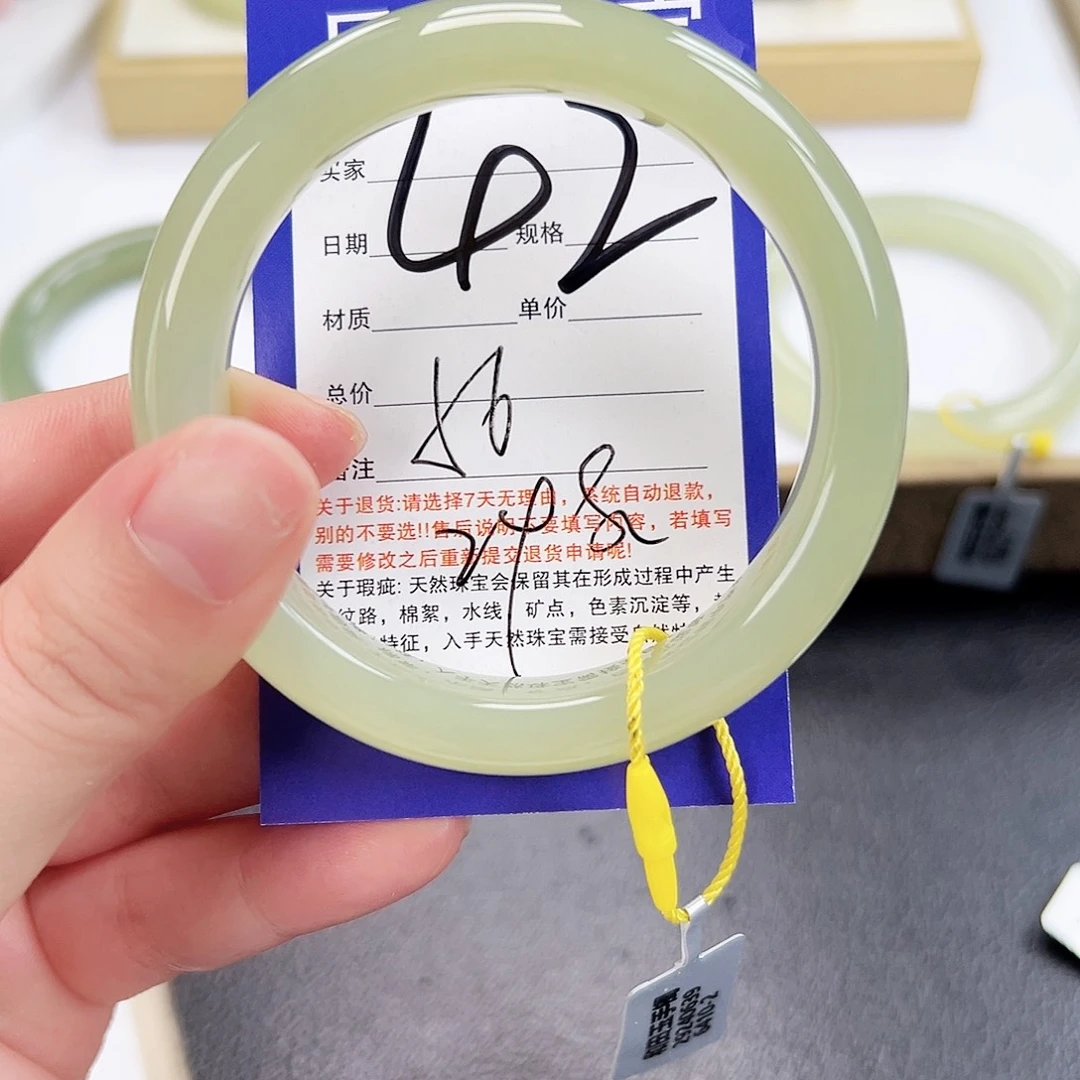 42
买家
日期 规格
材质 单价
总价
56
备注
关于退货:请选择7天无理由，系统自动退款，
别的不要选!!售后说明不要填写内容，若填写
需要修改之后重新提交退货申请呢!
关于瑕疵: 天然珠宝会保留其在形成过程中产生
纹路，棉絮，水线，矿点，色素沉淀等，
特征，入手天然珠宝需接受自然特